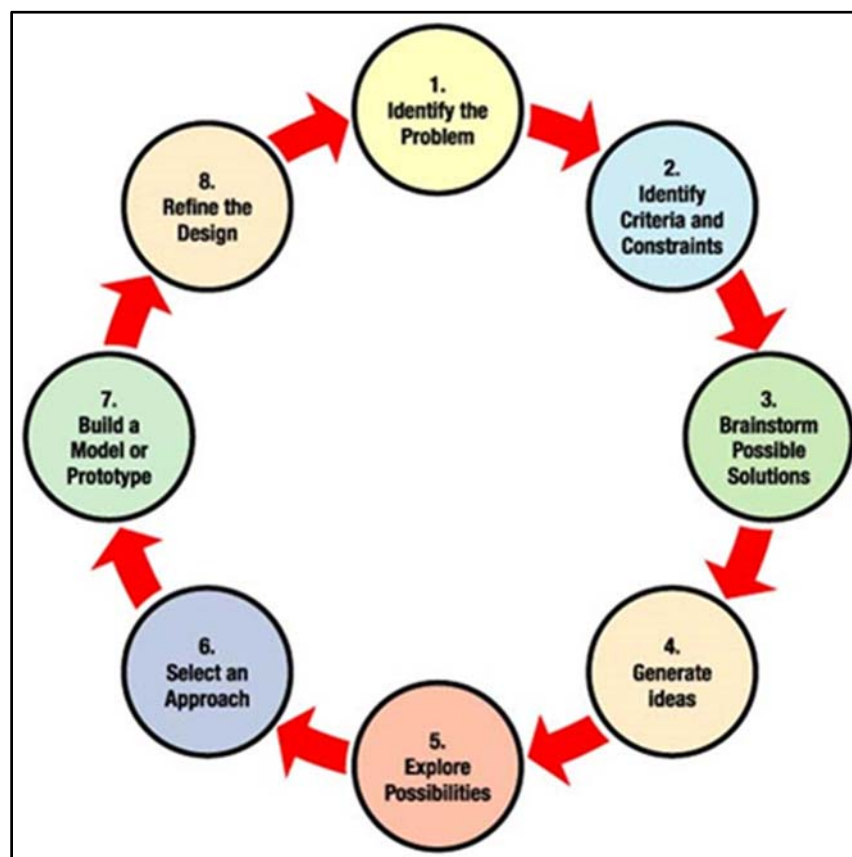 1.
Identify the
Problem
2.
Identify
Criteria and
Constraints
3.
Brainstorm
Possible
Solutions
4.
Generate
ideas
5.
Explore
Possibilities
6.
Select an
Approach
7.
Build a
Model or
Prototype
8.
Refine the
Design